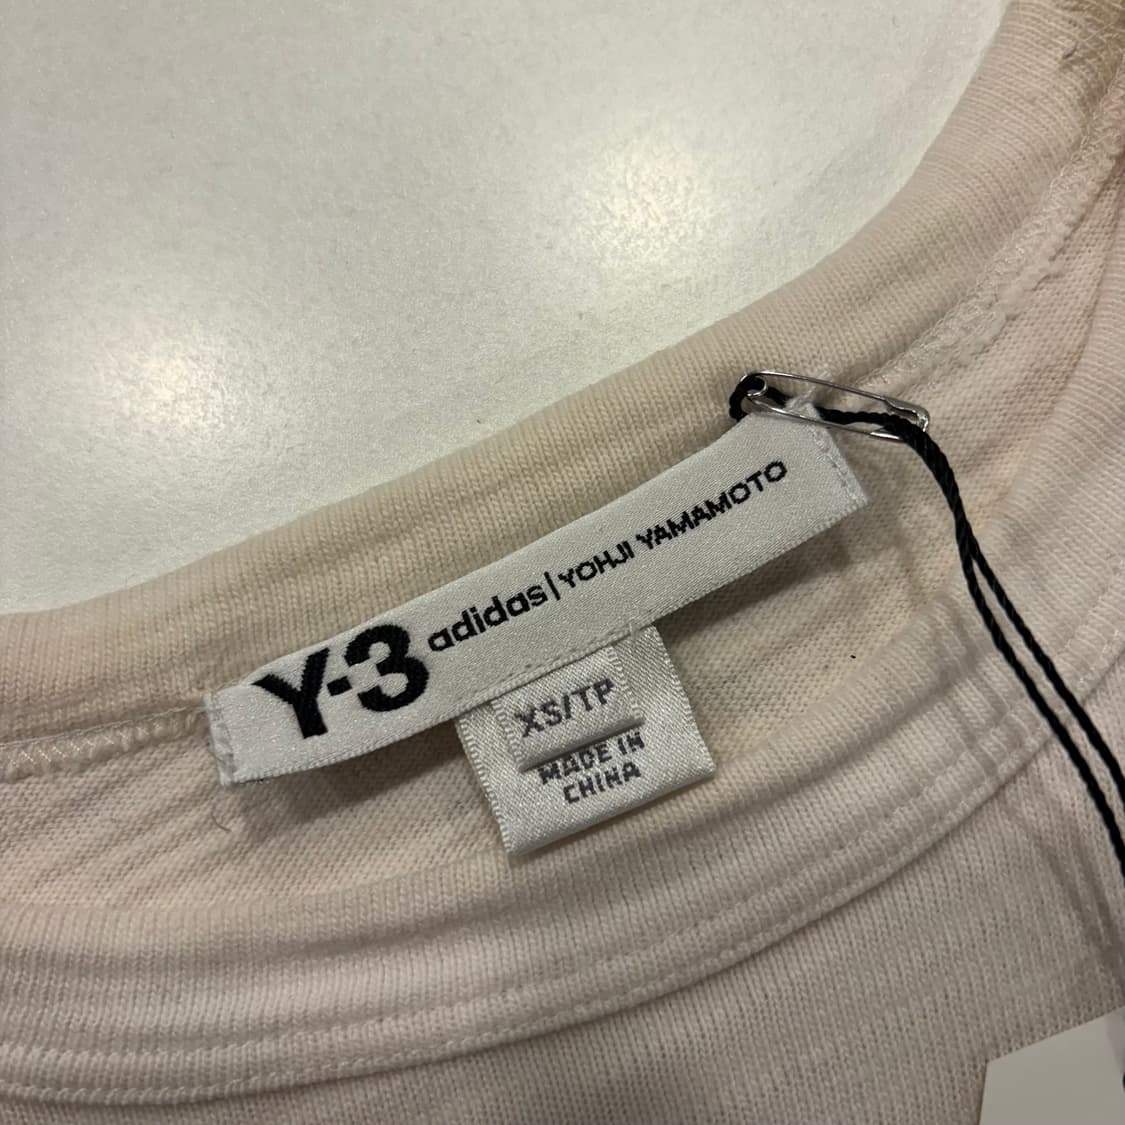 Y-3 adidas | YOHJI YAMAMOTO
XS/TP
MADE IN
CHINA